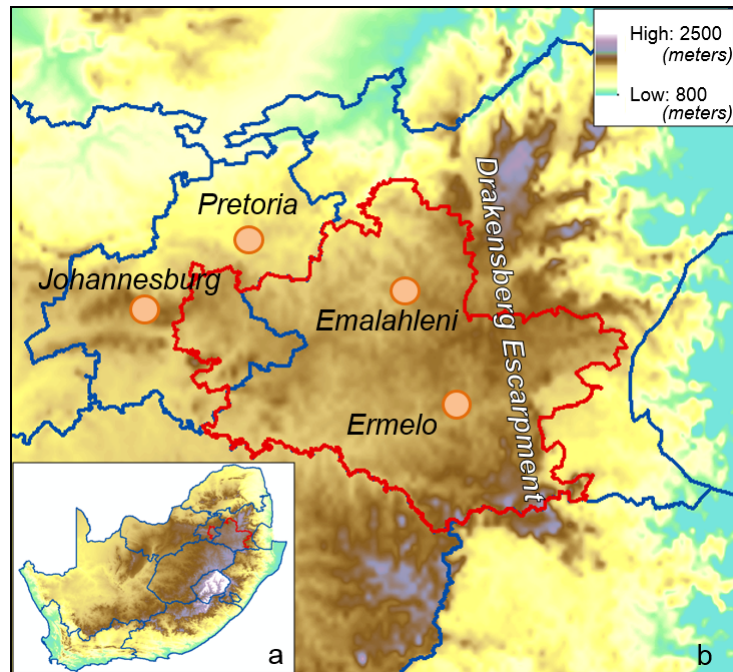 High: 2500
(meters)
Low: 800
(meters)
Drakensberg Escarpment
Pretoria
Johannesburg
Emalahleni
Ermelo
a
b